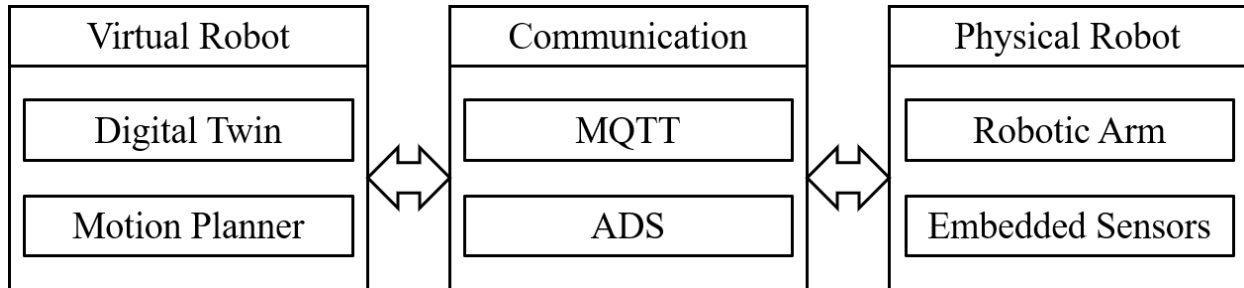 Virtual Robot
Digital Twin
Motion Planner
Communication
MQTT
ADS
Physical Robot
Robotic Arm
Embedded Sensors